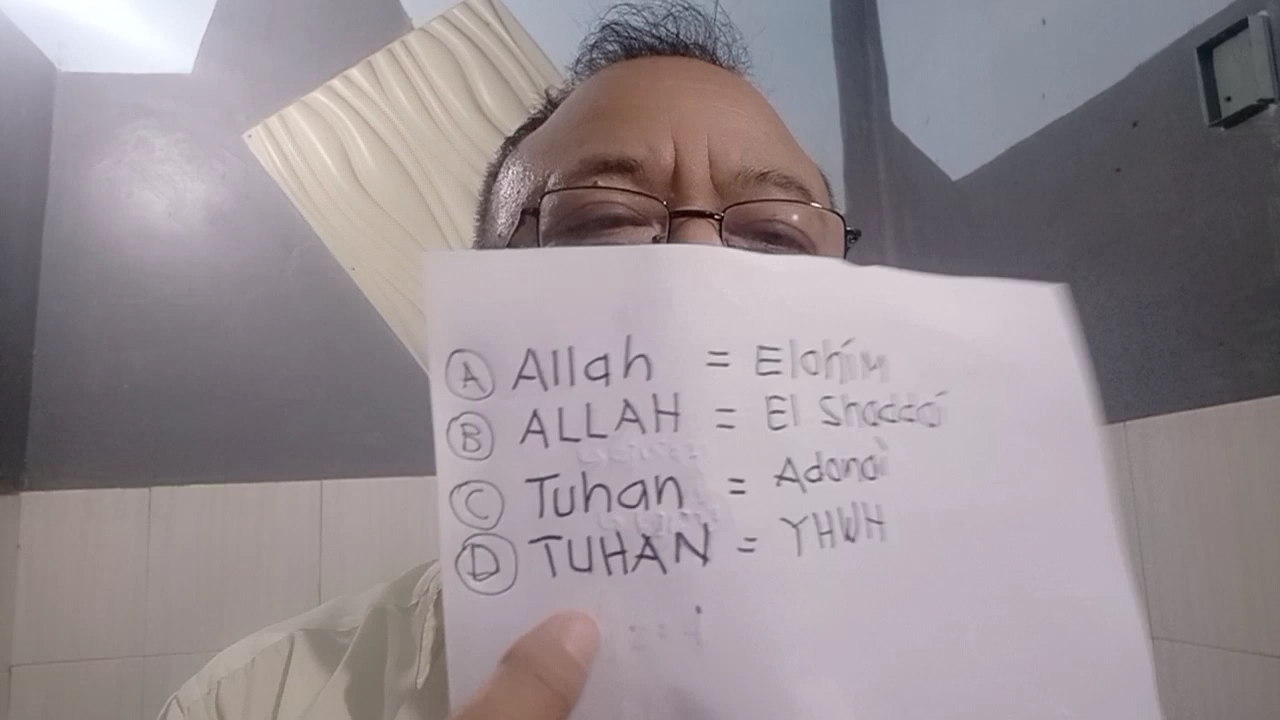 A Allah = Elohim
B ALLAH = El Shaddai
C Tuhan = Adonai
D TUHAN = YHWH